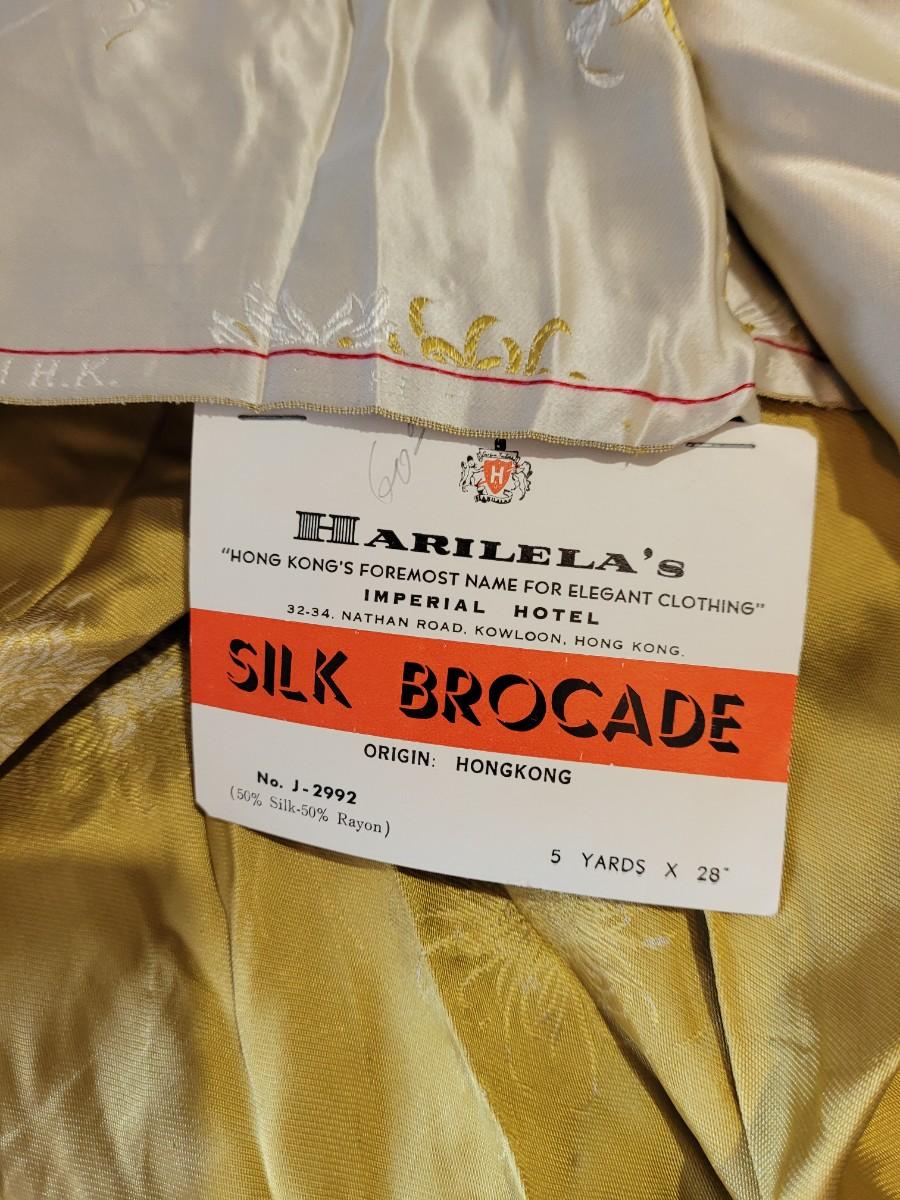 H.K.
60
H
HARILELA'S
"HONG KONG'S FOREMOST NAME FOR ELEGANT CLOTHING"
IMPERIAL HOTEL
32-34, NATHAN ROAD, KOWLOON, HONG KONG.
SILK BROCADE
ORIGIN: HONGKONG
No. J-2992
(50% Silk-50% Rayon)
5 YARDS X 28"